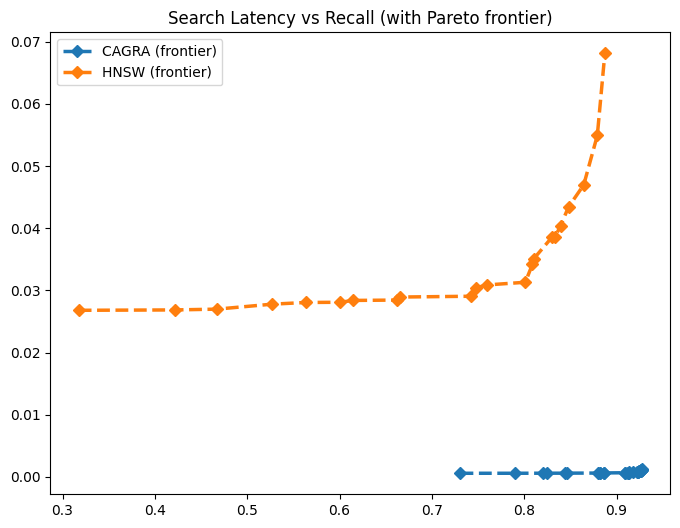 Search Latency vs Recall (with Pareto frontier)
CAGRA (frontier)
HNSW (frontier)
0.07
0.06
0.05
0.04
0.03
0.02
0.01
0.00
0.3 0.4 0.5 0.6 0.7 0.8 0.9